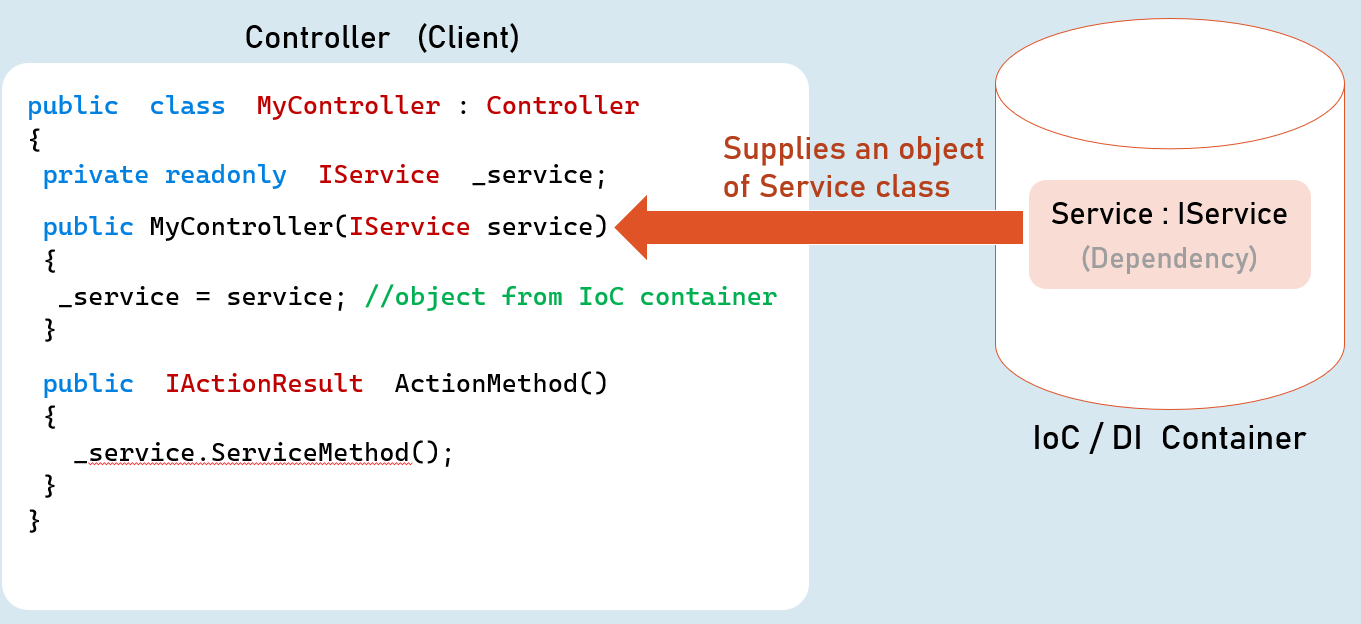 Controller (Client)
public class MyController : Controller
{
private readonly IService _service;
public MyController(IService service)
{
_service = service; //object from IoC container
}
public IActionResult ActionMethod()
{
_service.ServiceMethod();
}
}
Supplies an object
of Service class
Service : IService
(Dependency)
IoC / DI Container